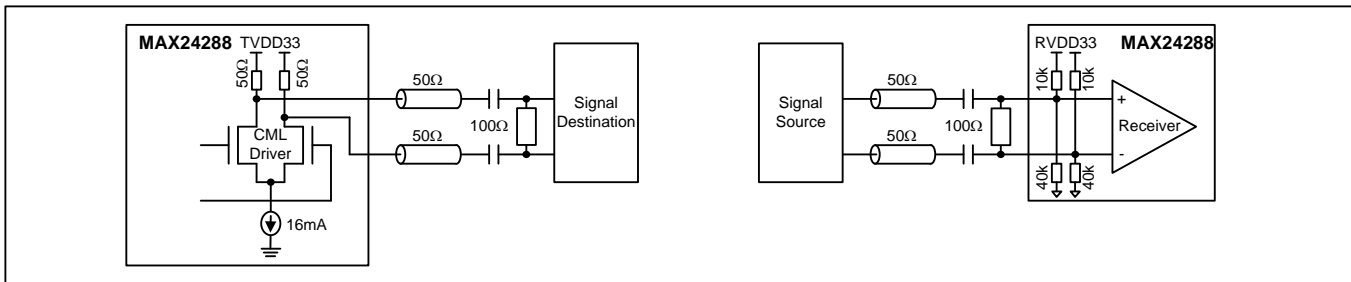 MAX24288 TVDD33
50Ω
50Ω
CML
Driver
16mA
50Ω
50Ω
100Ω
Signal
Destination
Signal
Source
50Ω
50Ω
100Ω
RVDD33 MAX24288
10k
10k
40k
40k
+
-
Receiver